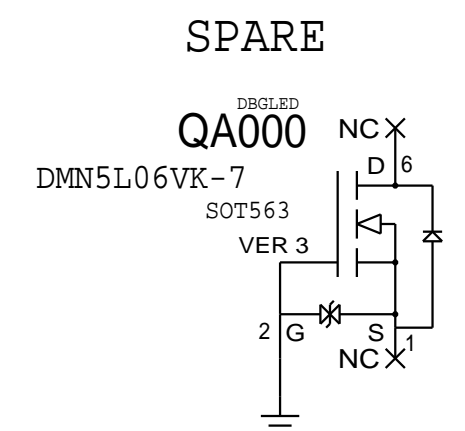 SPARE
DBGLED
QA000
NC
DMN5L06VK-7
D 6
SOT563
VER 3
2 G
S 1
NC